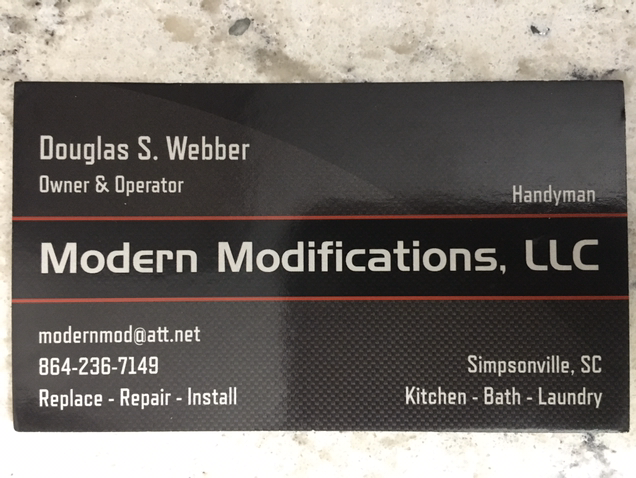 Douglas S. Webber
Owner & Operator
Handyman
Modern Modifications, LLC
modernmod@att.net
864-236-7149
Simpsonville, SC
Replace - Repair - Install
Kitchen - Bath - Laundry